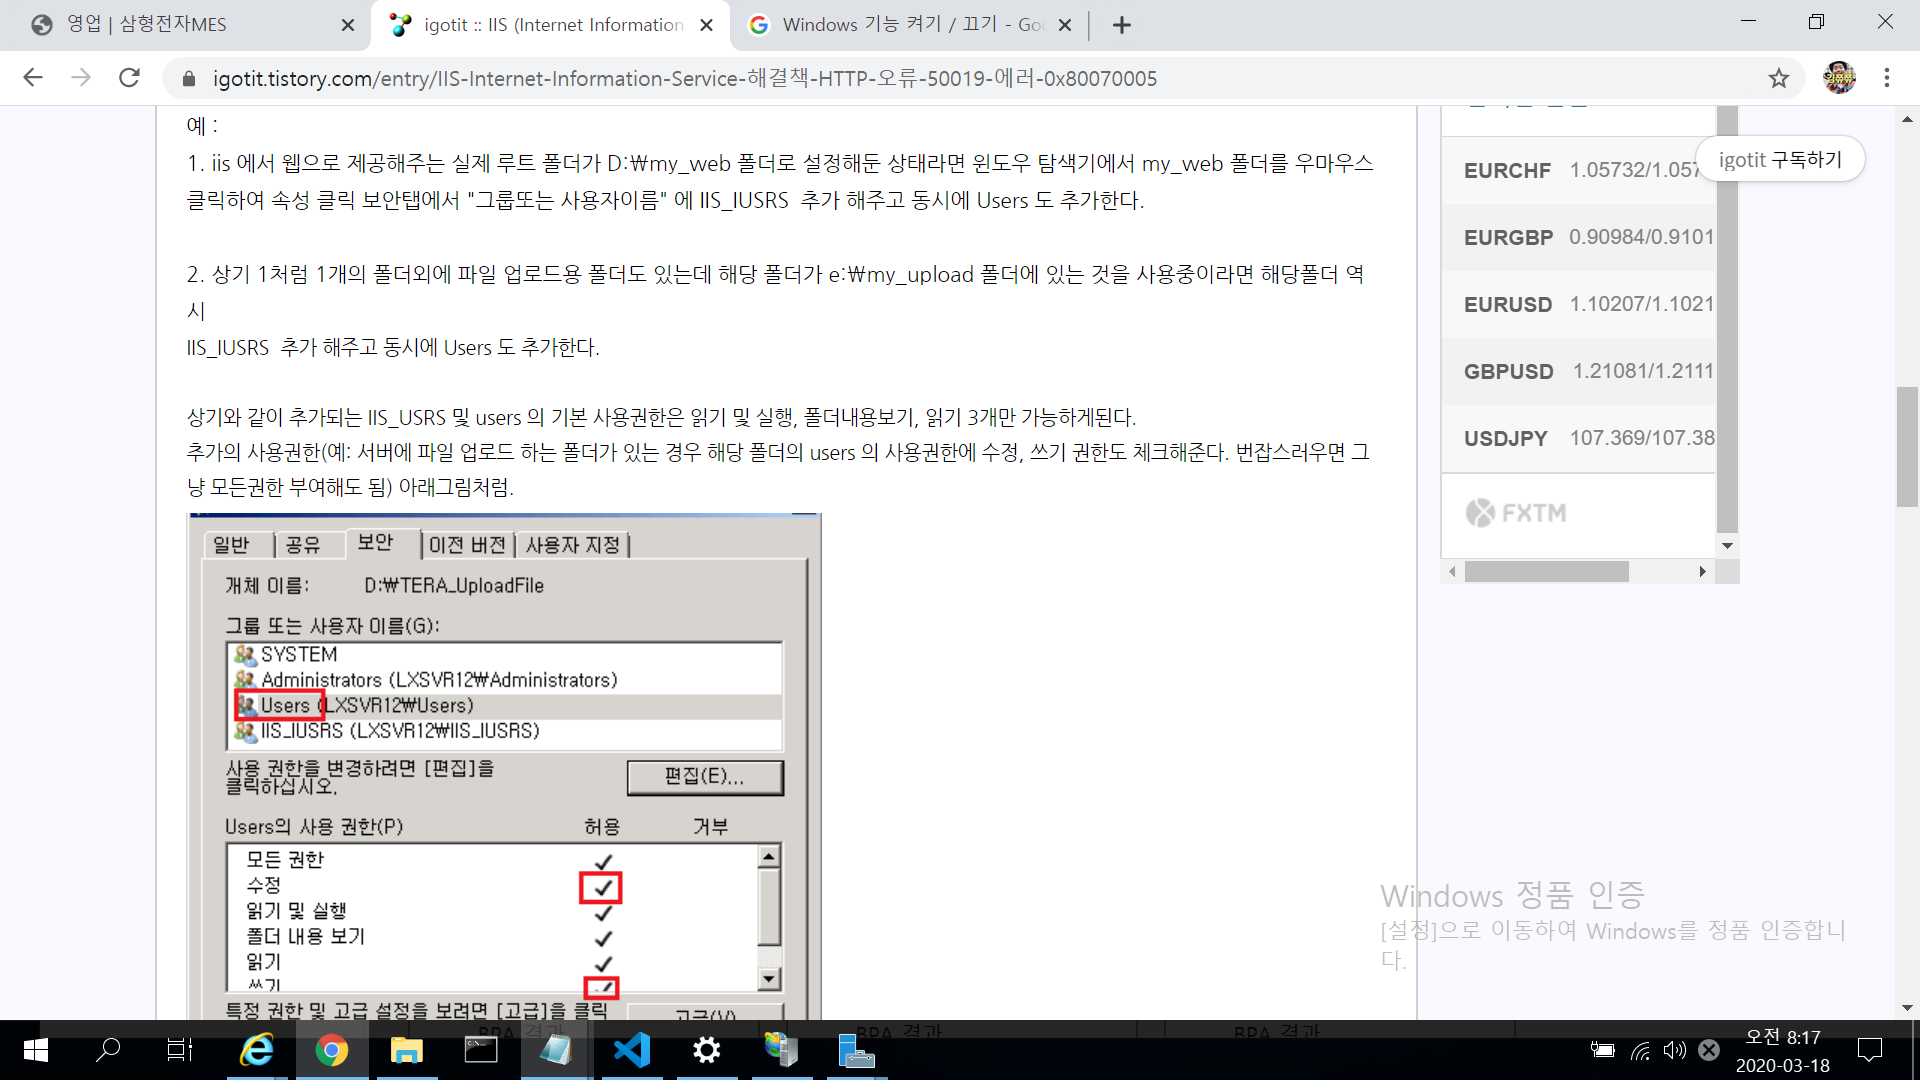 영업 | 삼형전자MES
igotit :: IIS (Internet Information
Windows 기능 켜기 / 끄기 - Goo
igotit.tistory.com/entry/IIS-Internet-Information-Service-해결책-HTTP-오류-50019-에러-0x80070005
예 :
1. iis 에서 웹으로 제공해주는 실제 루트 폴더가 D:₩my_web 폴더로 설정해둔 상태라면 윈도우 탐색기에서 my_web 폴더를 우마우스
클릭하여 속성 클릭 보안탭에서 "그룹또는 사용자이름" 에 IIS_IUSRS 추가 해주고 동시에 Users 도 추가한다.
2. 상기 1처럼 1개의 폴더외에 파일 업로드용 폴더도 있는데 해당 폴더가 e:₩my_upload 폴더에 있는 것을 사용중이라면 해당폴더 역
시
IIS_IUSRS 추가 해주고 동시에 Users 도 추가한다.
상기와 같이 추가되는 IIS_USRS 및 users 의 기본 사용권한은 읽기 및 실행, 폴더내용보기, 읽기 3개만 가능하게된다.
추가의 사용권한(예: 서버에 파일 업로드 하는 폴더가 있는 경우 해당 폴더의 users 의 사용권한에 수정, 쓰기 권한도 체크해준다. 번잡스러우면 그
냥 모든권한 부여해도 됨) 아래그림처럼.
일반 공유 보안 이전 버전 사용자 지정
개체 이름: D:₩TERA_UploadFile
그룹 또는 사용자 이름(G):
SYSTEM
Administrators (LXSVR12₩Administrators)
Users (LXSVR12₩Users)
IIS_IUSRS (LXSVR12₩IIS_IUSRS)
사용 권한을 변경하려면 [편집]을
클릭하십시오.
편집(E)...
Users의 사용 권한(P) 허용 거부
모든 권한
수정
읽기 및 실행
폴더 내용 보기
읽기
쓰기
특정 권한 및 고급 설정을 보려면 [고급]을 클릭
고급(V)
igotit 구독하기
EURCHF 1.05732/1.057
EURGBP 0.90984/0.9101
EURUSD 1.10207/1.1021
GBPUSD 1.21081/1.2111
USDJPY 107.369/107.38
FXTM
Windows 정품 인증
[설정]으로 이동하여 Windows를 정품 인증합니
다.
BPA 결과 BPA 결과 BPA 결과
오전 8:17
2020-03-18